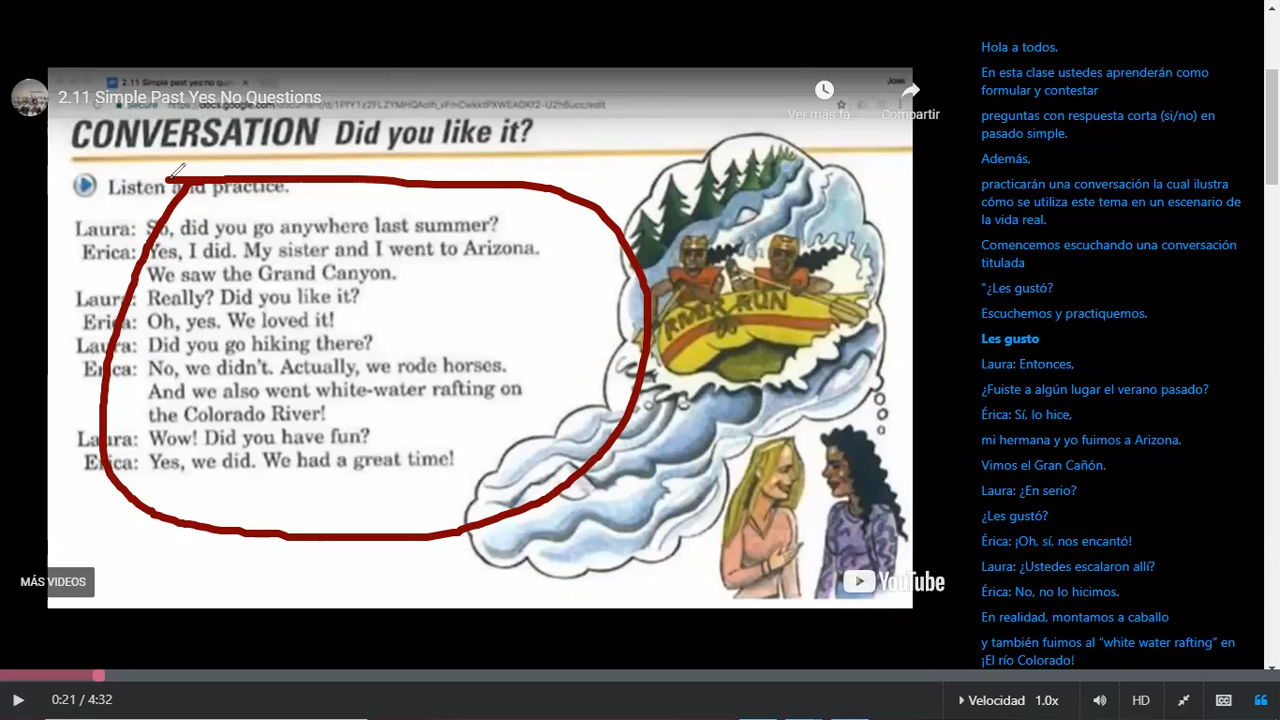 2.11 Simple past yes/no qu
Jose
2.11 Simple Past Yes No Questions
Ver más ta
Compartir
CONVERSATION Did you like it?
Listen and practice.
Laura: So, did you go anywhere last summer?
Erica: Yes, I did. My sister and I went to Arizona.
We saw the Grand Canyon.
Laura: Really? Did you like it?
Erica: Oh, yes. We loved it!
Laura: Did you go hiking there?
Erica: No, we didn't. Actually, we rode horses.
And we also went white-water rafting on
the Colorado River!
Laura: Wow! Did you have fun?
Erica: Yes, we did. We had a great time!
RIVER RUN
MÁS VIDEOS
YouTube
Hola a todos.
En esta clase ustedes aprenderán como
formular y contestar
preguntas con respuesta corta (si/no) en
pasado simple.
Además,
practicarán una conversación la cual ilustra
cómo se utiliza este tema en un escenario de
la vida real.
Comencemos escuchando una conversación
titulada
"¿Les gustó?
Escuchemos y practiquemos.
Les gusto
Laura: Entonces,
¿Fuiste a algún lugar el verano pasado?
Érica: Sí, lo hice,
mi hermana y yo fuimos a Arizona.
Vimos el Gran Cañón.
Laura: ¿En serio?
¿Les gustó?
Érica: ¡Oh, sí, nos encantó!
Laura: ¿Ustedes escalaron allí?
Érica: No, no lo hicimos.
En realidad, montamos a caballo
y también fuimos al "white water rafting" en
¡El río Colorado!
0:21 / 4:32
Velocidad 1.0x
HD